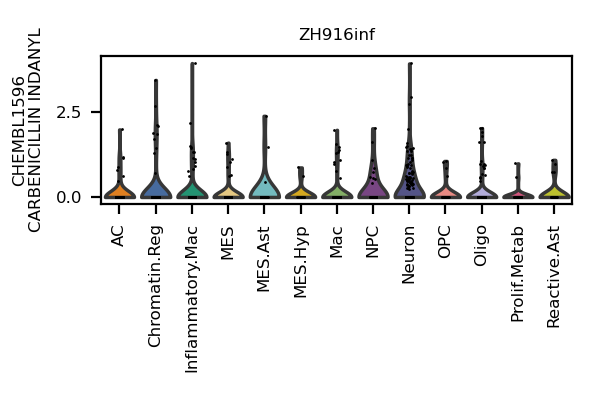 ZH916inf
CHEMBL1596
CARBENICILLIN INDANYL
2.5
0.0
AC
Chromatin.Reg
Inflammatory.Mac
MES
MES.Ast
MES.Hyp
Mac
NPC
Neuron
OPC
Oligo
Prolif.Metab
Reactive.Ast